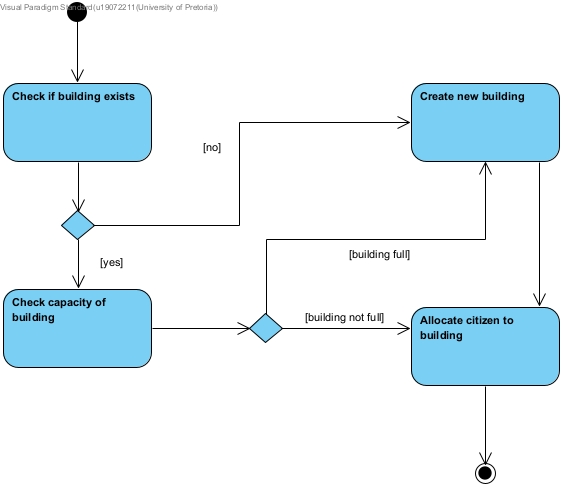 Visual Paradigm Standard(u19072211(University of Pretoria))
Check if building exists
Create new building
[no]
[building full]
[yes]
Check capacity of
building
[building not full]
Allocate citizen to
building